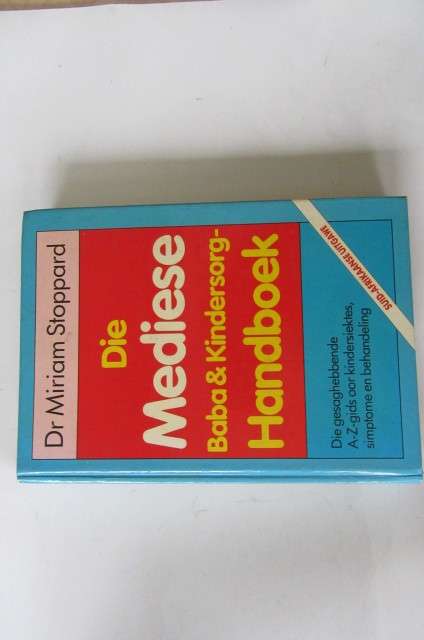 Dr Miriam Stoppard
Die
Mediese
Baba & Kindersorg-
Handboek
SUID-AFRIKAANSE UITGAWE
Die gesaghebbende
A-Z-gids oor kindersiektes,
simptome en behandeling